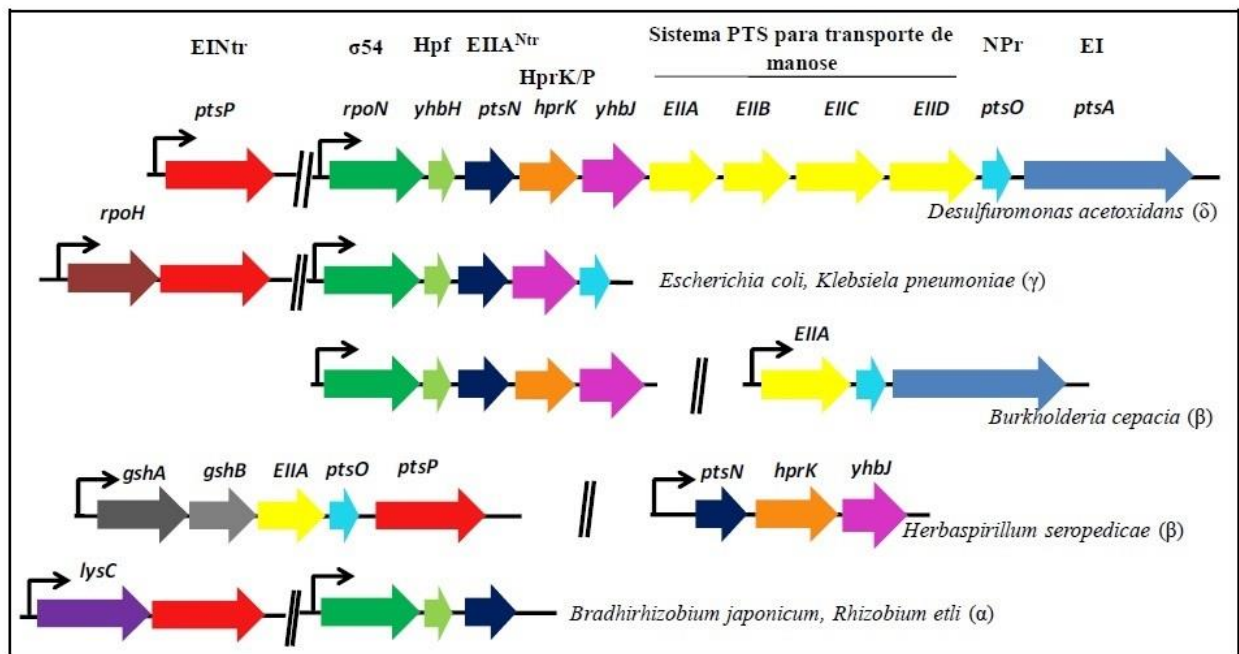 EINtr σ54 Hpf EIIA^Ntr Sistema PTS para transporte de manose NPr EI
HprK/P
ptsP rpoN yhbH ptsN hprK yhbJ EIIA EIIB EIIC EIID ptsO ptsA
Desulfuromonas acetoxidans (δ)
rpoH
Escherichia coli, Klebsiela pneumoniae (γ)
EIIA
Burkholderia cepacia (β)
gshA gshB EIIA ptsO ptsP ptsN hprK yhbJ
Herbaspirillum seropedicae (β)
lysC
Bradhirhizobium japonicum, Rhizobium etli (α)